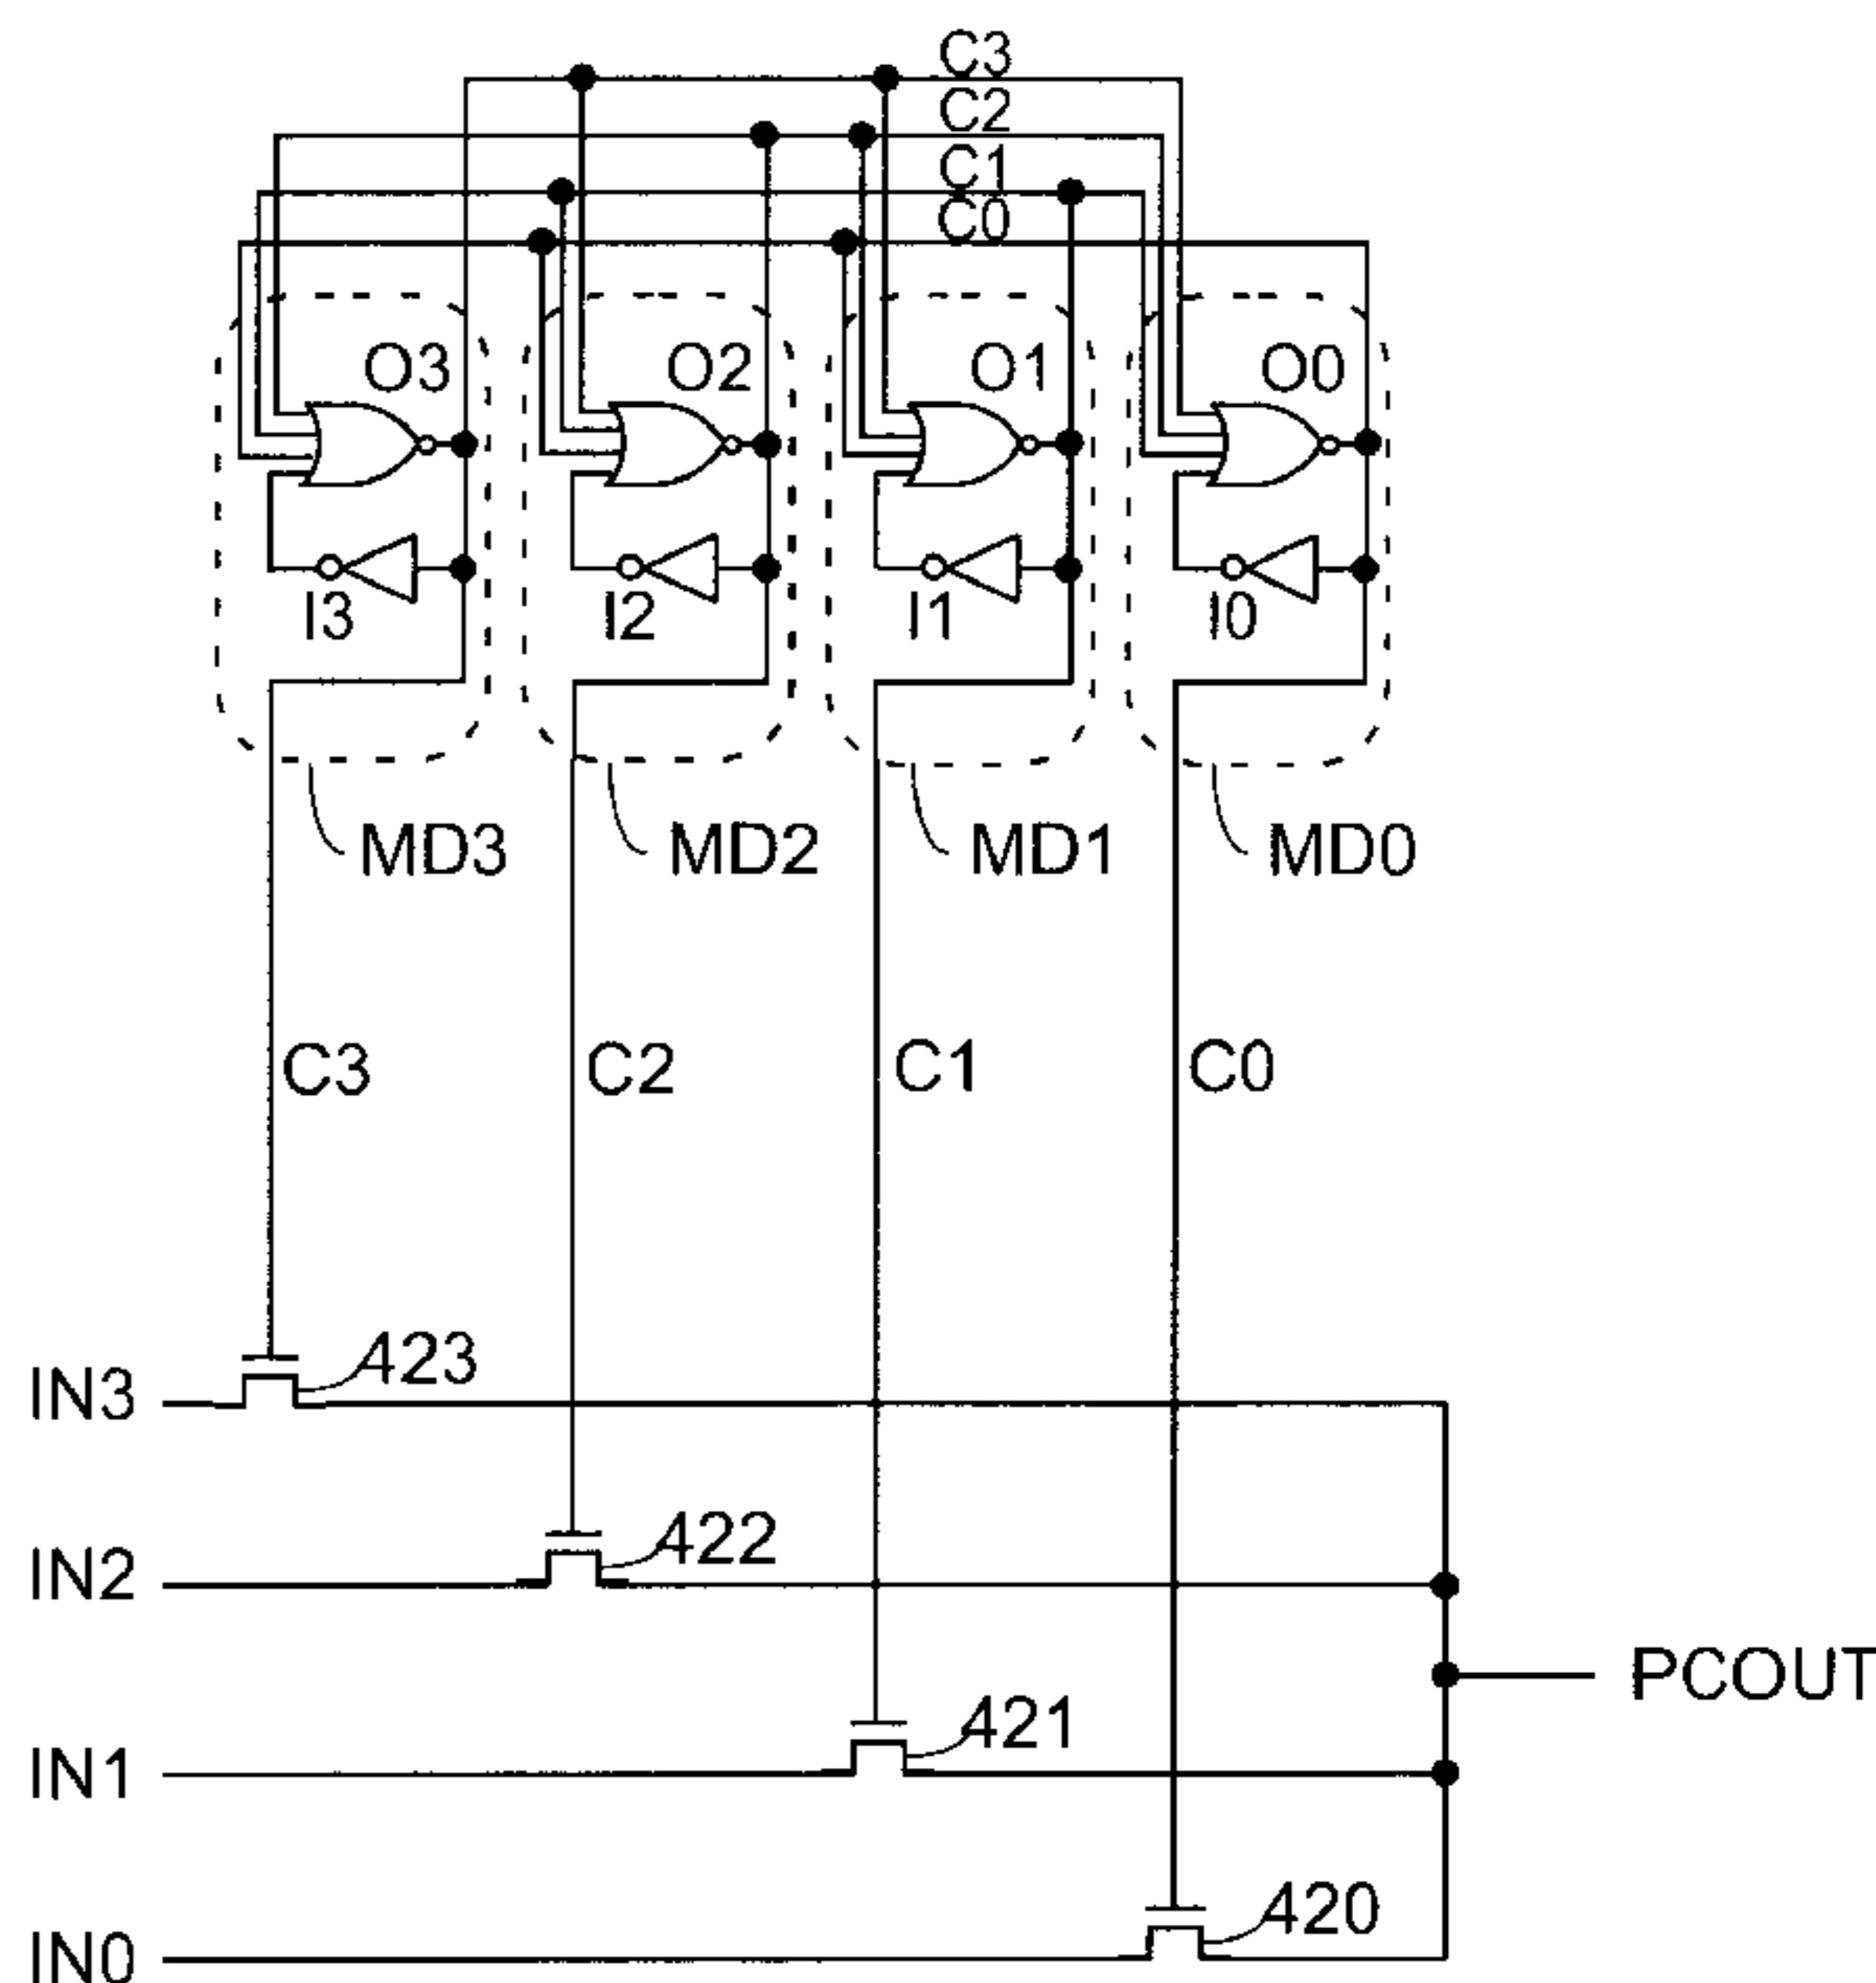 C3
C2
C1
C0
O3 O2 O1 O0
I3 I2 I1 I0
MD3 MD2 MD1 MD0
C3 C2 C1 C0
423
IN3
422
IN2
PCOUT
421
IN1
420
IN0